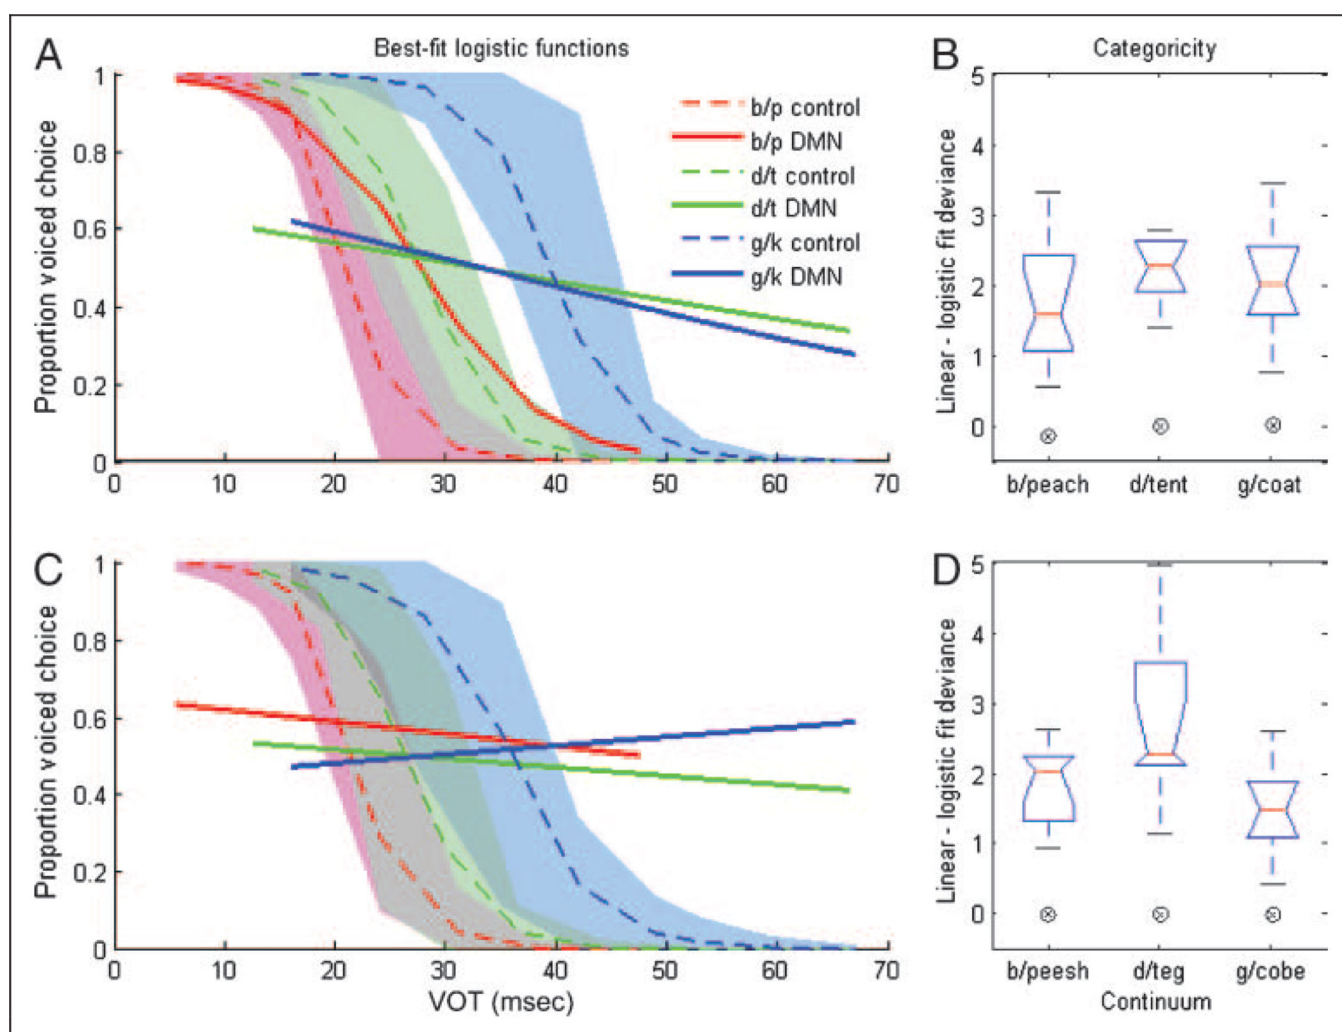 A
Best-fit logistic functions
Proportion voiced choice
1
0.8
0.6
0.4
0.2
0
0 10 20 30 40 50 60 70
b/p control
b/p DMN
d/t control
d/t DMN
g/k control
g/k DMN
B
Categoricity
Linear - logistic fit deviance
5
4
3
2
1
0
b/peach d/tent g/coat
C
Proportion voiced choice
1
0.8
0.6
0.4
0.2
0
0 10 20 30 40 50 60 70
VOT (msec)
D
Linear - logistic fit deviance
5
4
3
2
1
0
b/peesh d/teg g/cobe
Continuum